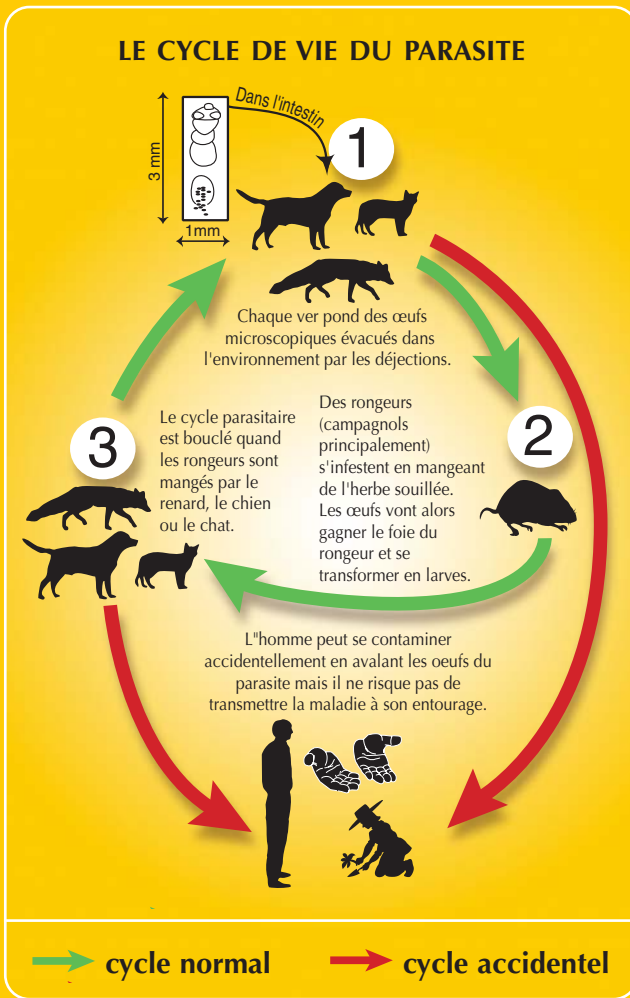 LE CYCLE DE VIE DU PARASITE
Dans l'intestin
3 mm
1mm
1
Chaque ver pond des œufs
microscopiques évacués dans
l'environnement par les déjections.
2
Des rongeurs
(campagnols
principalement)
s'infestent en mangeant
de l'herbe souillée.
Les œufs vont alors
gagner le foie du
rongeur et se
transformer en larves.
3
Le cycle parasitaire
est bouclé quand
les rongeurs sont
mangés par le
renard, le chien
ou le chat.
L"homme peut se contaminer
accidentellement en avalant les oeufs du
parasite mais il ne risque pas de
transmettre la maladie à son entourage.
cycle normal
cycle accidentel